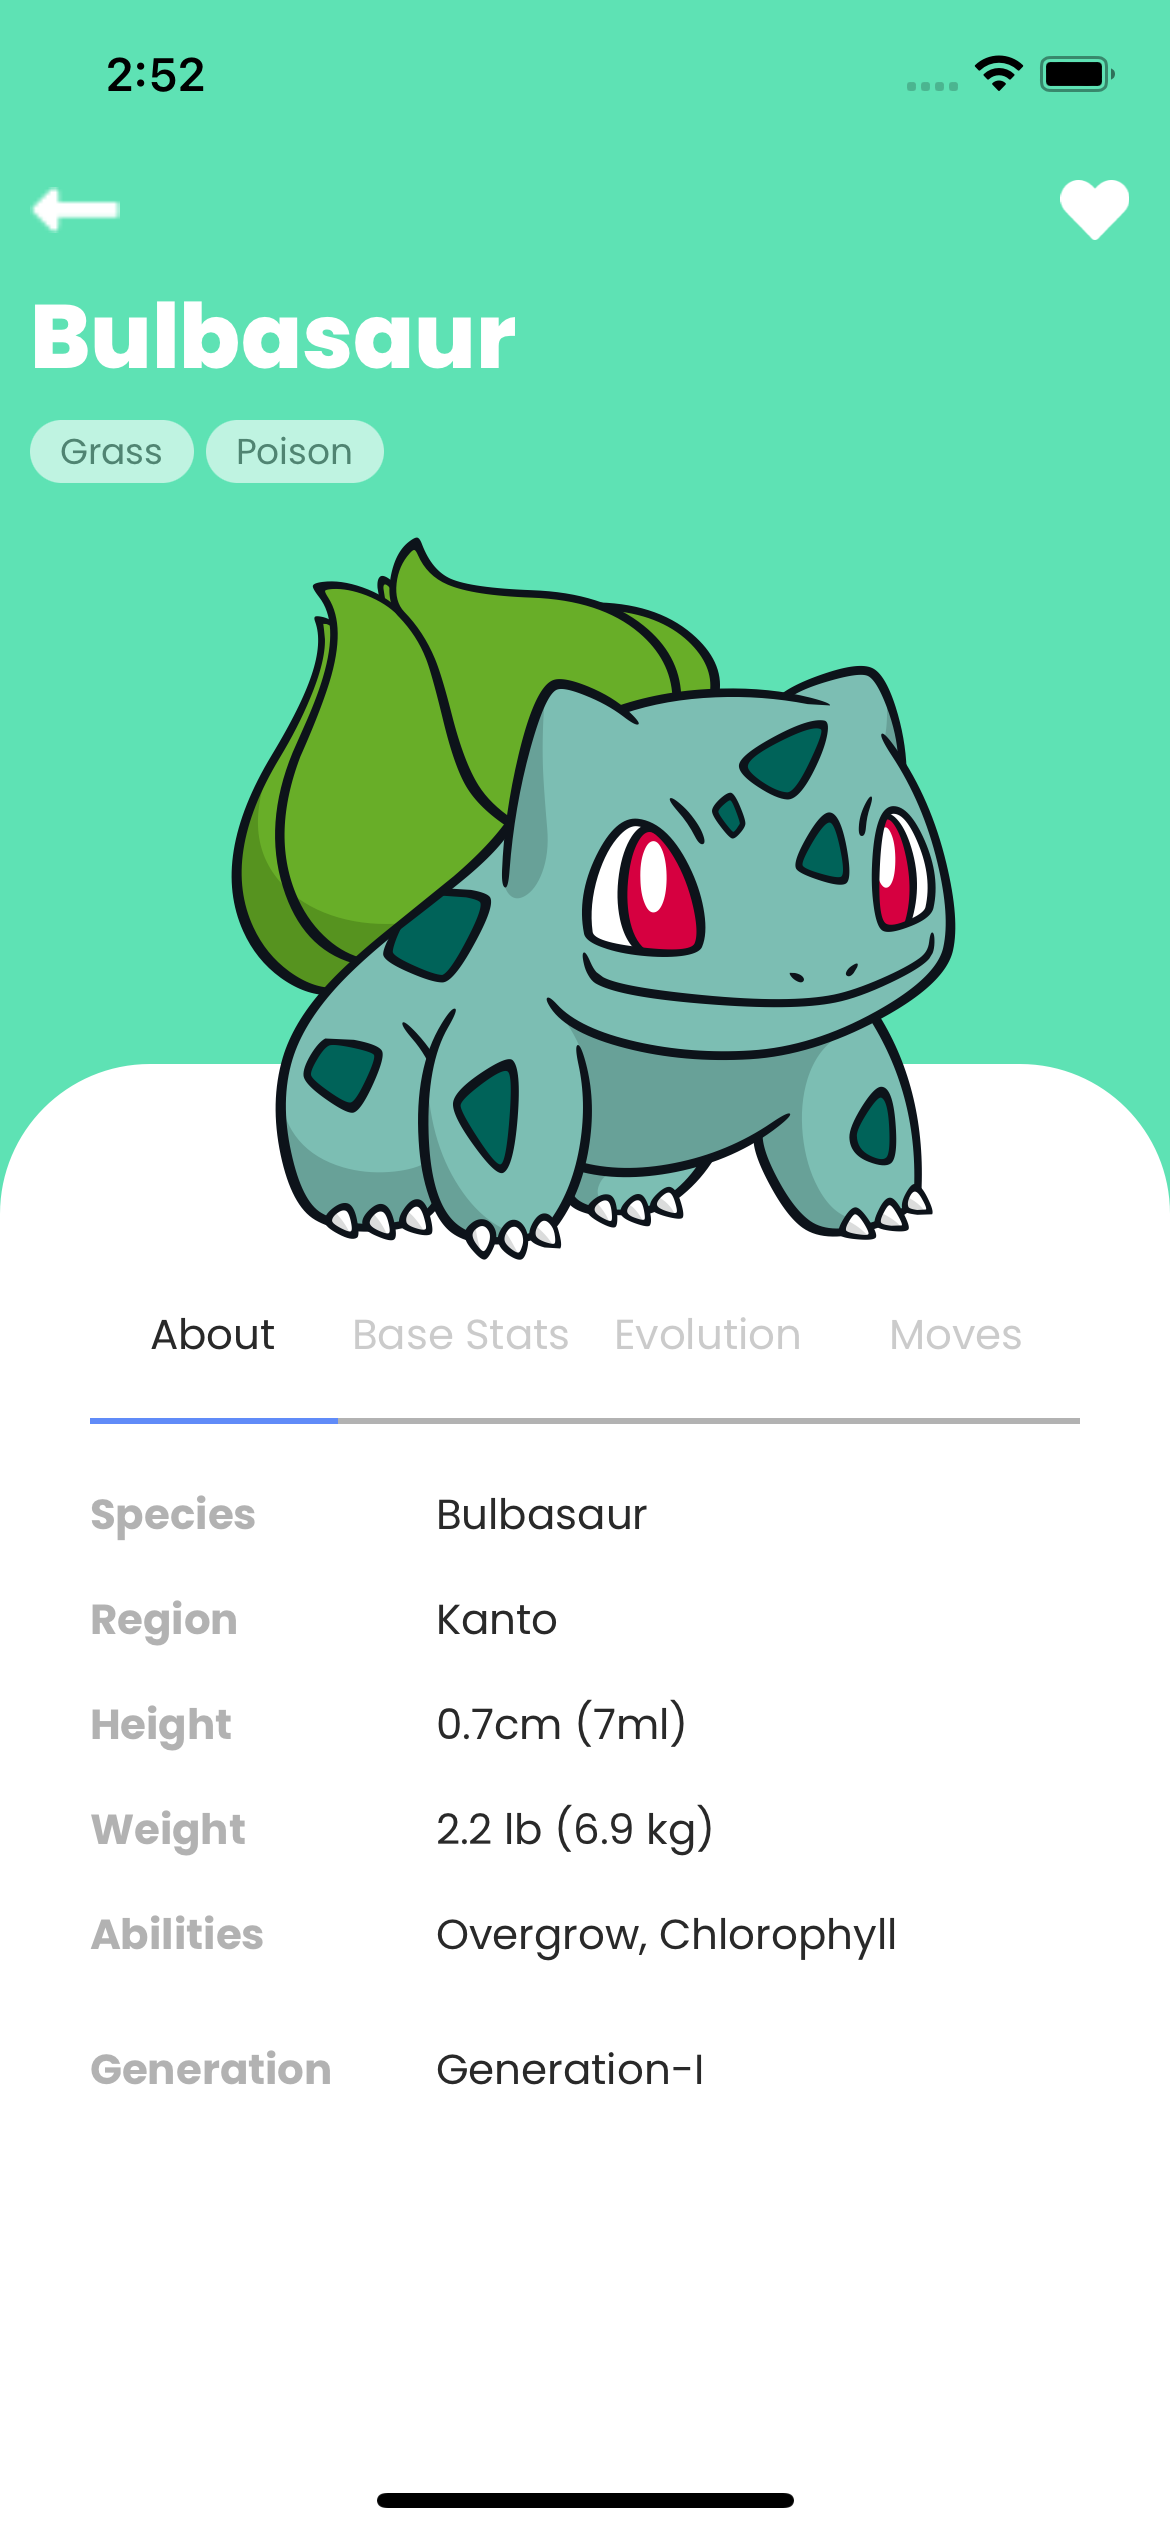 2:52
Bulbasaur
Grass Poison
About Base Stats Evolution Moves
Species Bulbasaur
Region Kanto
Height 0.7cm (7ml)
Weight 2.2 lb (6.9 kg)
Abilities Overgrow, Chlorophyll
Generation Generation-I